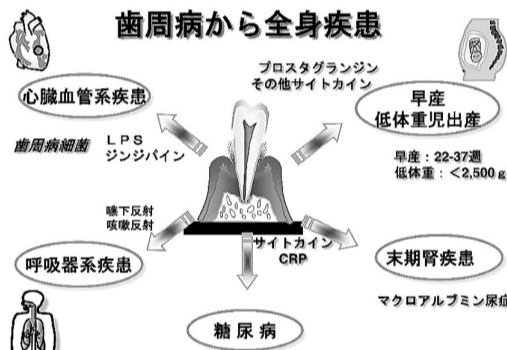 歯周病から全身疾患
プロスタグランジン
その他サイトカイン
心臓血管系疾患
早産
低体重児出産
歯周病細菌
LPS
ジンジパイン
早産：22-37週
低体重：＜2,500g
嚥下反射
咳嗽反射
サイトカイン
CRP
呼吸器系疾患
末期腎疾患
マクロアルブミン尿症
糖尿病